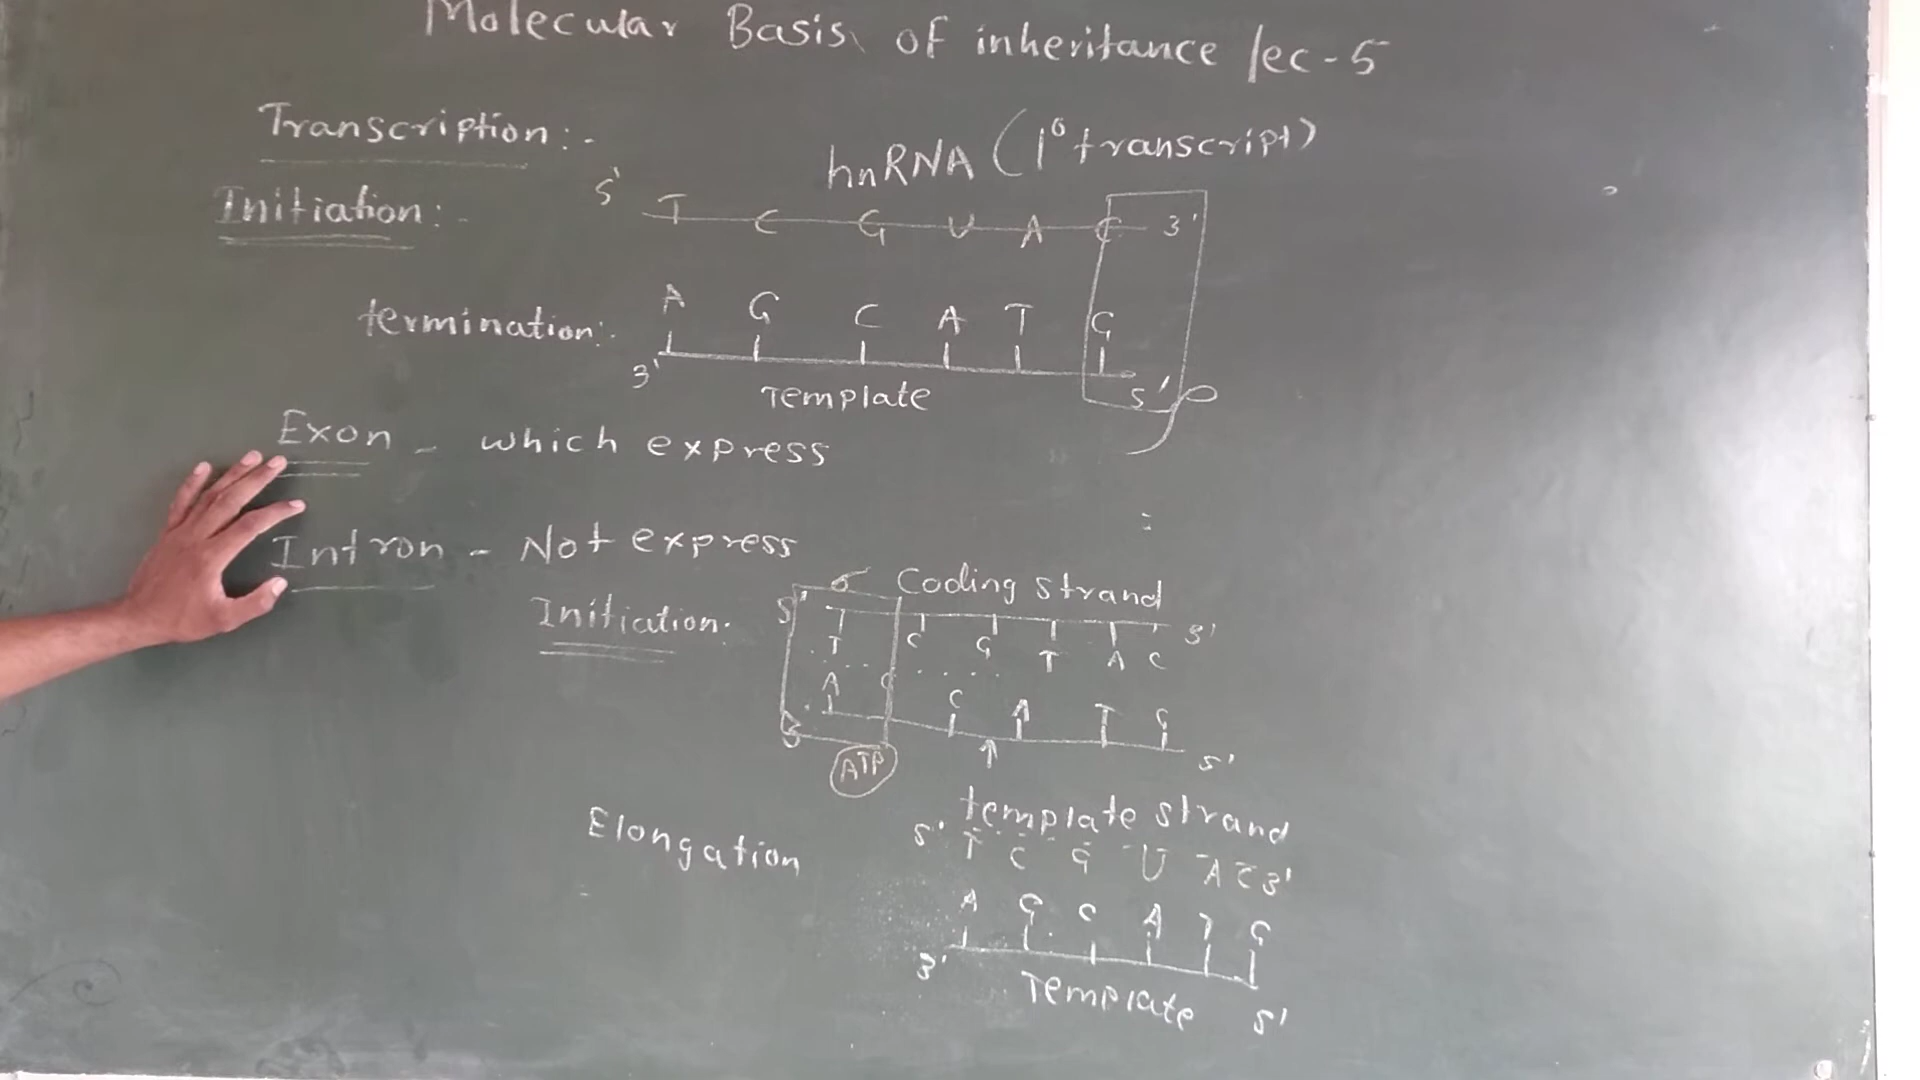 Molecular Basis of inheritance lec-5
Transcription:-
hnRNA (1° transcript)
Initiation:-
5' T C G U A C 3'
termination:-
A G C A T G
3' 5'
Template
ρ
Exon - which express
Intron - Not express
σ Coding strand
Initiation.
5' 3'
T C G T A C
A G C A T G
3' 5'
ATP
template strand
Elongation
5' T C G U A C 3'
A G C A T G
3' Template 5'